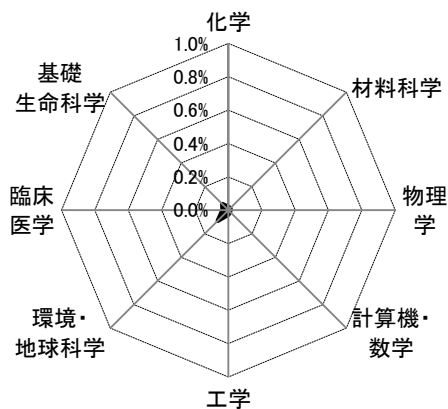 化学
1.0%
0.8%
0.6%
0.4%
0.2%
0.0%
材料科学
物理
学
計算機・
数学
工学
環境・
地球科学
臨床
医学
基礎
生命科学